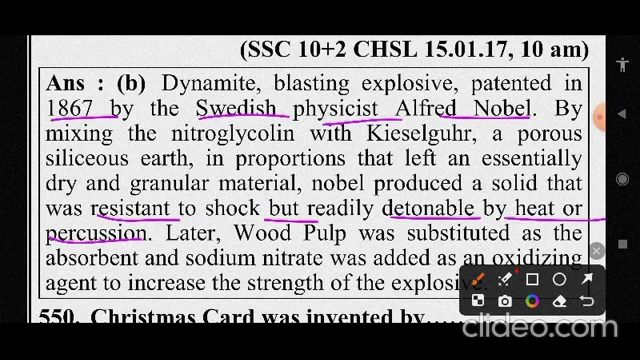 (SSC 10+2 CHSL 15.01.17, 10 am)
Ans : (b) Dynamite, blasting explosive, patented in
1867 by the Swedish physicist Alfred Nobel. By
mixing the nitroglycolin with Kieselguhr, a porous
siliceous earth, in proportions that left an essentially
dry and granular material, nobel produced a solid that
was resistant to shock but readily detonable by heat or
percussion. Later, Wood Pulp was substituted as the
absorbent and sodium nitrate was added as an oxidizing
agent to increase the strength of the explosive.
550. Christmas Card was invented by......
clideo.com